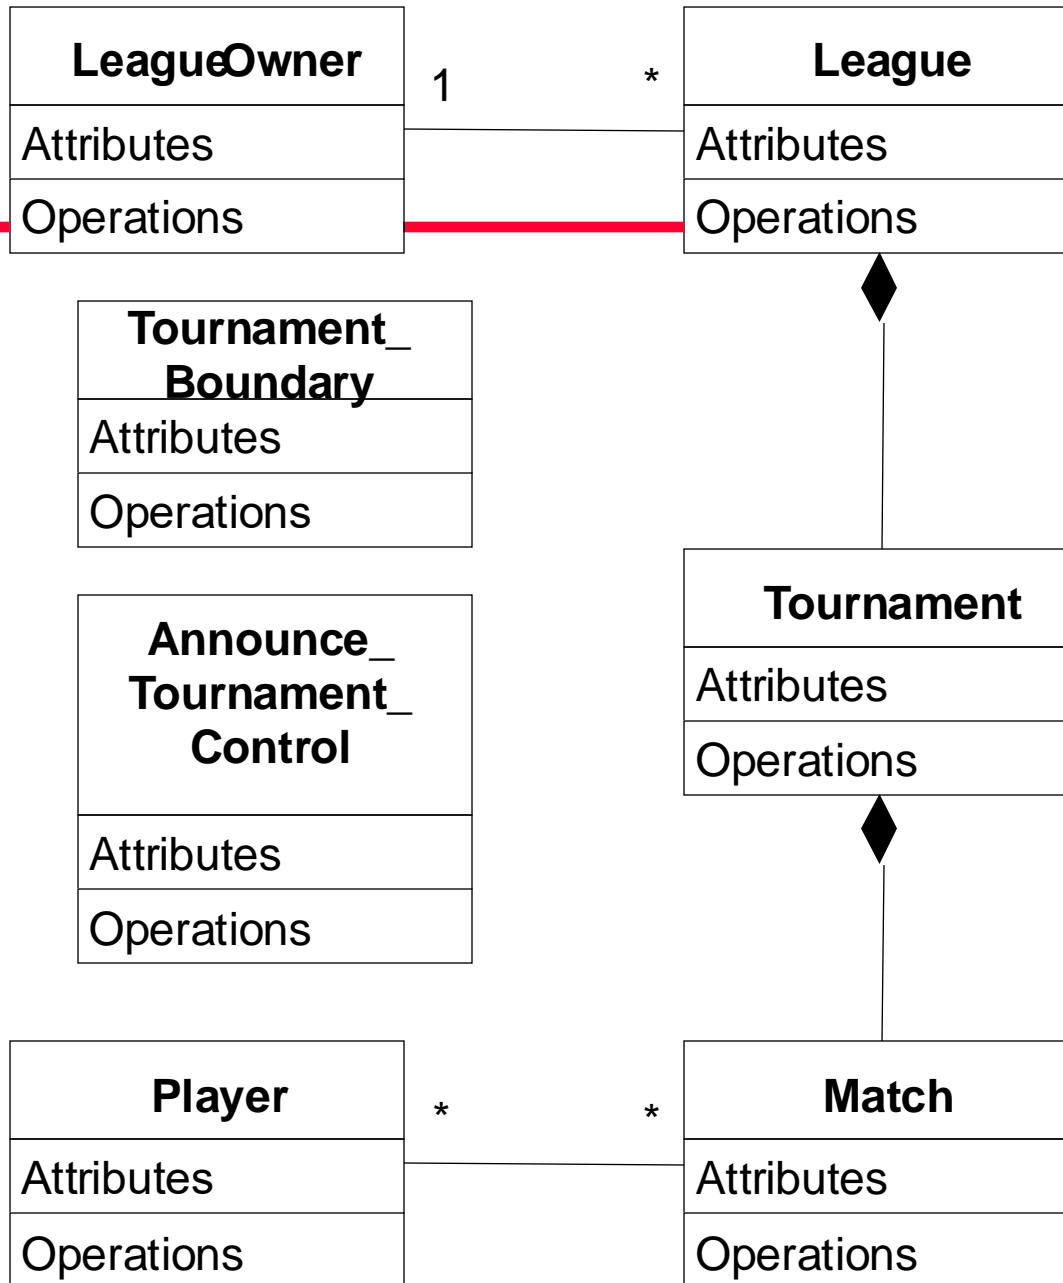 LeagueOwner
Attributes
Operations
1
*
League
Attributes
Operations
Tournament_
Boundary
Attributes
Operations
Announce_
Tournament_
Control
Attributes
Operations
Tournament
Attributes
Operations
Player
Attributes
Operations
*
*
Match
Attributes
Operations